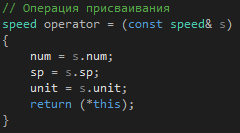 // Операция присваивания
speed operator = (const speed& s)
{
num = s.num;
sp = s.sp;
unit = s.unit;
return (*this);
}